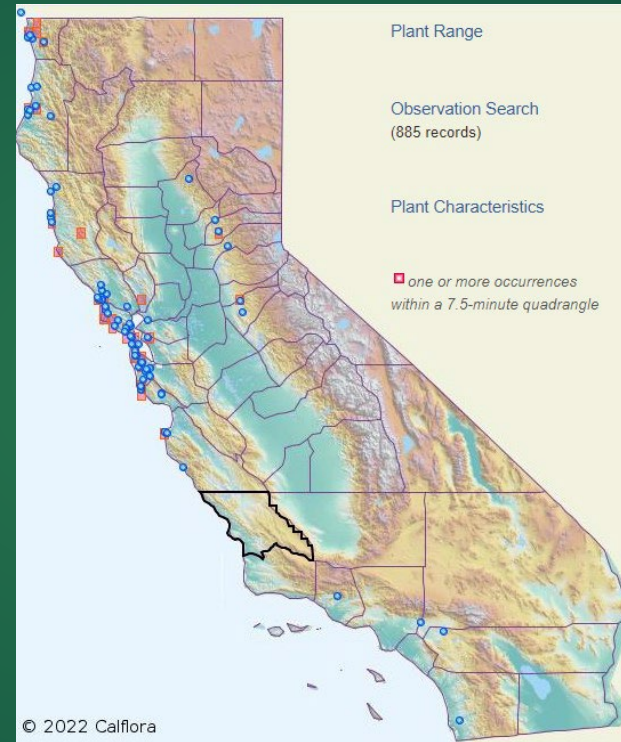 Plant Range
Observation Search
(885 records)
Plant Characteristics
one or more occurrences
within a 7.5-minute quadrangle
© 2022 Calflora